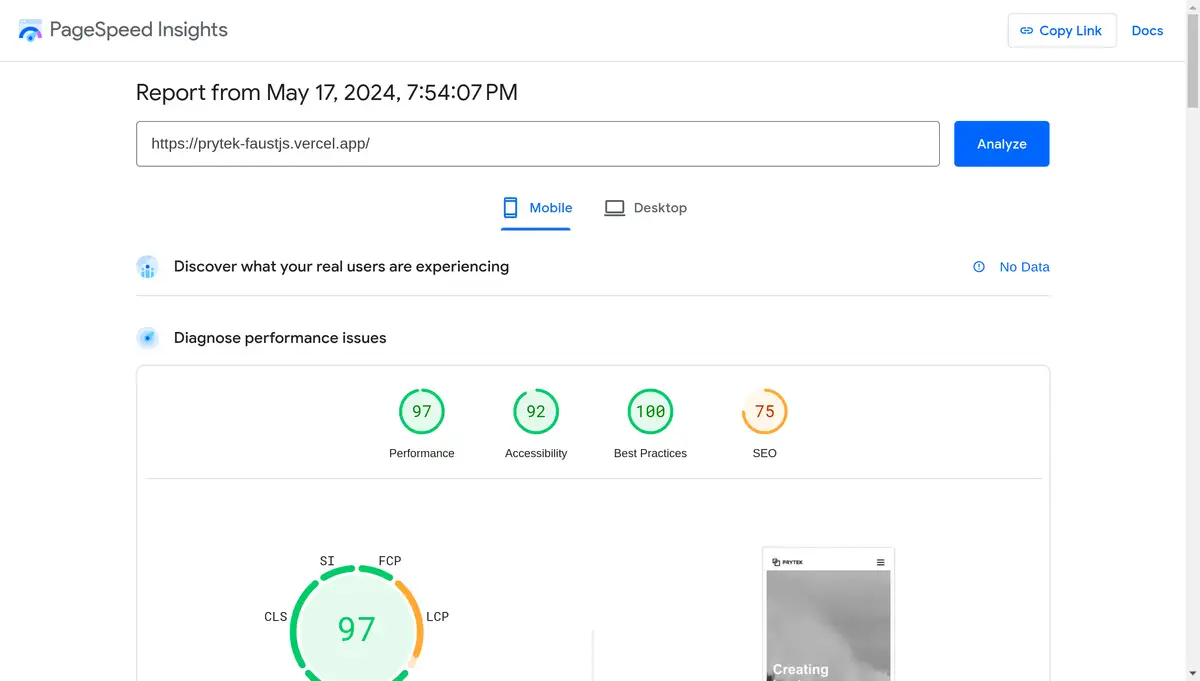 PageSpeed Insights
Copy Link
Docs
Report from May 17, 2024, 7:54:07 PM
https://prytek-faustjs.vercel.app/
Analyze
Mobile
Desktop
Discover what your real users are experiencing
No Data
Diagnose performance issues
97
92
100
75
Performance
Accessibility
Best Practices
SEO
SI
FCP
CLS
LCP
97
PRYTEK
Creating